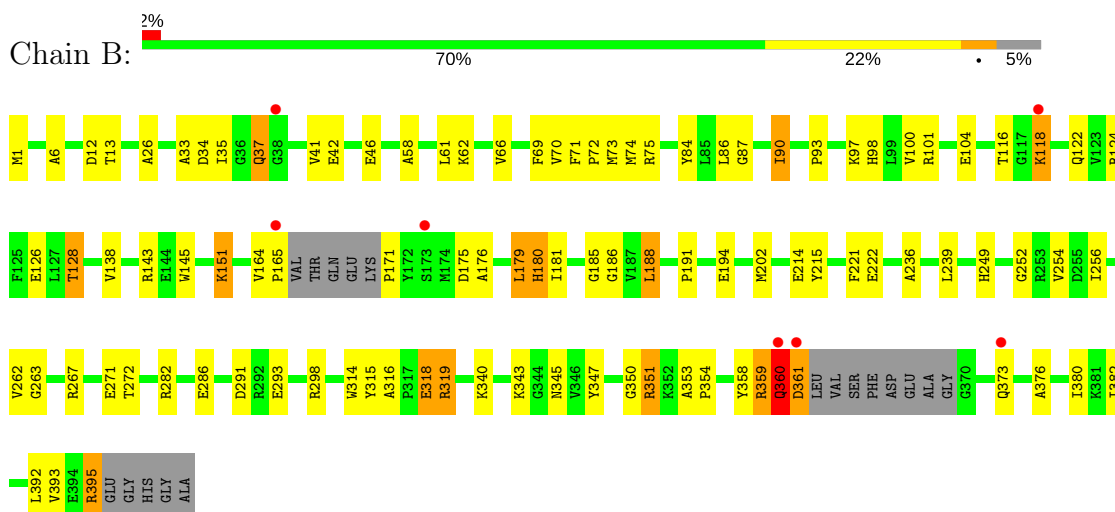 2%
Chain B:
70% 22% • 5%
M1 A6 D12 T13 A26 A33 D34 I35 G36 Q37 G38 V41 E42 E46 A58 L61 K62 V66 F69 V70 F71 P72 M73 M74 R75 Y84 L85 L86 G87 I90 P93 K97 H98 L99 V100 R101 E104 T116 G117 K118 Q122 V123 R124
F125 E126 L127 T128 V138 R143 E144 W145 K151 V164 P165 VAL THR GLN GLU LYS P171 Y172 S173 M174 D175 A176 L179 H180 I181 G185 G186 V187 L188 P191 E194 M202 E214 Y215 F221 E222 A236 L239 H249 G252 R253 V254 D255 I256
V262 G263 R267 E271 T272 R282 E286 D291 R292 E293 R298 W314 Y315 A316 P317 E318 R319 K340 K343 G344 N345 V346 Y347 G350 R351 K352 A353 P354 Y358 R359 Q360 D361 LEU VAL SER PHE ASP GLU ALA GLY G370 Q373 A376 I380 K381
L392 V393 E394 R395 GLU GLY HIS GLY ALA